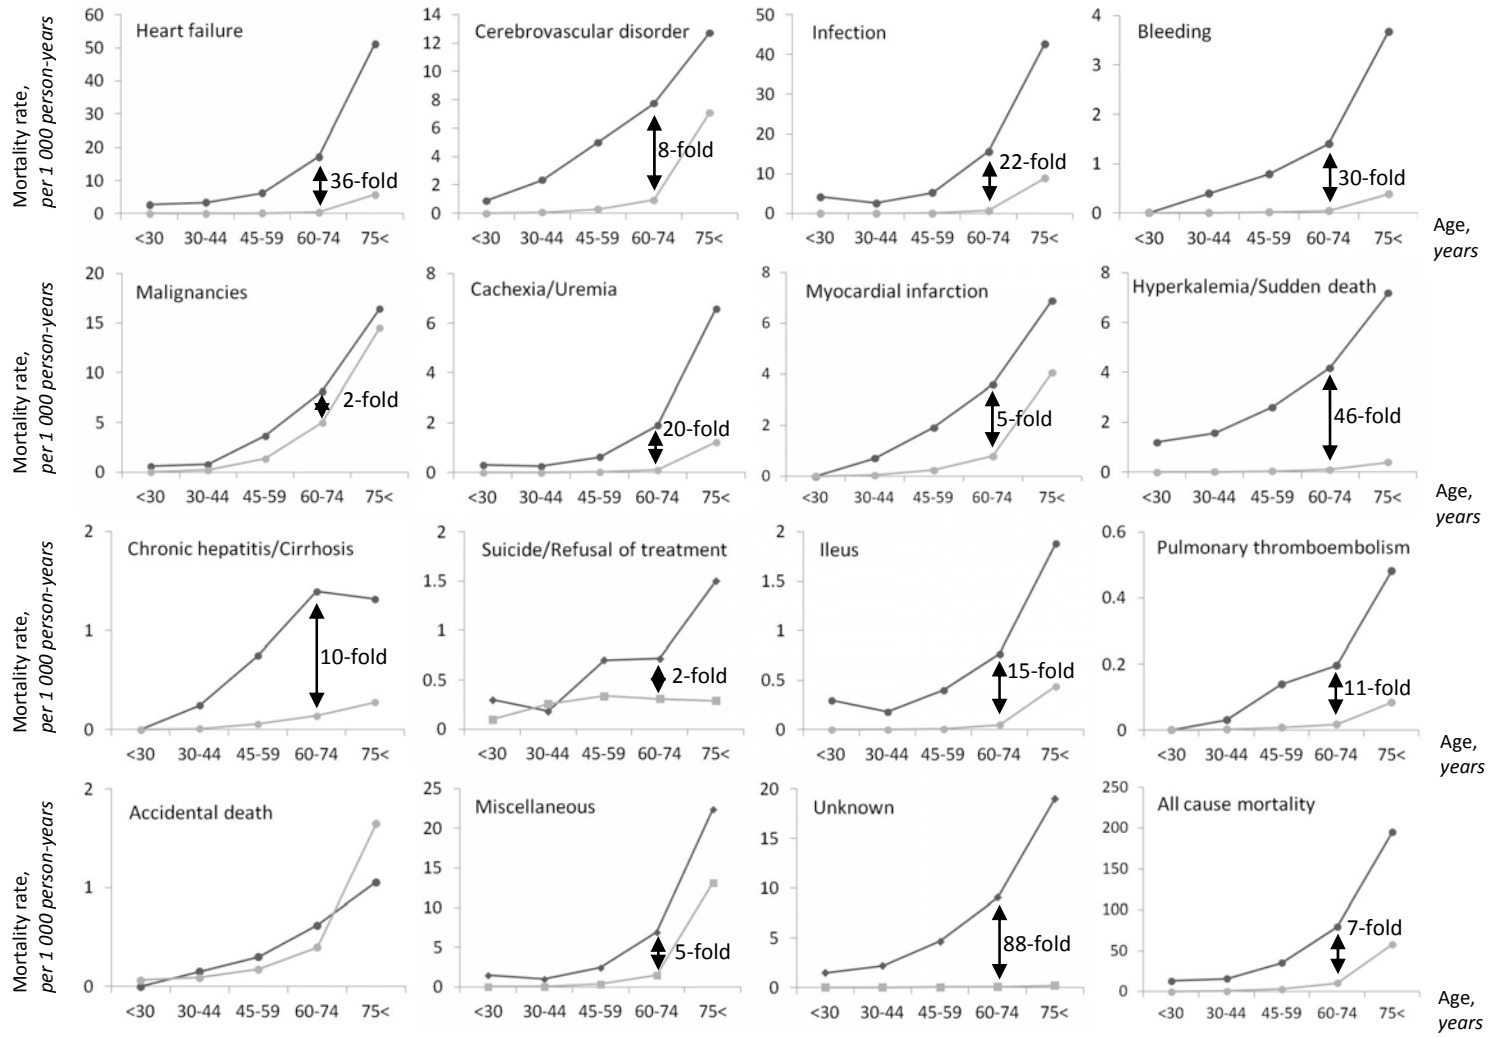 Mortality rate,
per 1 000 person-years
60
50
40
30
20
10
0
Heart failure
36-fold
<30 30-44 45-59 60-74 75<
14
12
10
8
6
4
2
0
Cerebrovascular disorder
8-fold
<30 30-44 45-59 60-74 75<
50
40
30
20
10
0
Infection
22-fold
<30 30-44 45-59 60-74 75<
4
3
2
1
0
Bleeding
30-fold
<30 30-44 45-59 60-74 75<
Age,
years
Mortality rate,
per 1 000 person-years
20
15
10
5
0
Malignancies
2-fold
<30 30-44 45-59 60-74 75<
8
6
4
2
0
Cachexia/Uremia
20-fold
<30 30-44 45-59 60-74 75<
8
6
4
2
0
Myocardial infarction
5-fold
<30 30-44 45-59 60-74 75<
8
6
4
2
0
Hyperkalemia/Sudden death
46-fold
<30 30-44 45-59 60-74 75<
Age,
years
Mortality rate,
per 1 000 person-years
2
1
0
Chronic hepatitis/Cirrhosis
10-fold
<30 30-44 45-59 60-74 75<
2
1.5
1
0.5
0
Suicide/Refusal of treatment
2-fold
<30 30-44 45-59 60-74 75<
2
1.5
1
0.5
0
Ileus
15-fold
<30 30-44 45-59 60-74 75<
0.6
0.4
0.2
0
Pulmonary thromboembolism
11-fold
<30 30-44 45-59 60-74 75<
Age,
years
Mortality rate,
per 1 000 person-years
2
1
0
Accidental death
<30 30-44 45-59 60-74 75<
25
20
15
10
5
0
Miscellaneous
5-fold
<30 30-44 45-59 60-74 75<
20
15
10
5
0
Unknown
88-fold
<30 30-44 45-59 60-74 75<
250
200
150
100
50
0
All cause mortality
7-fold
<30 30-44 45-59 60-74 75<
Age,
years